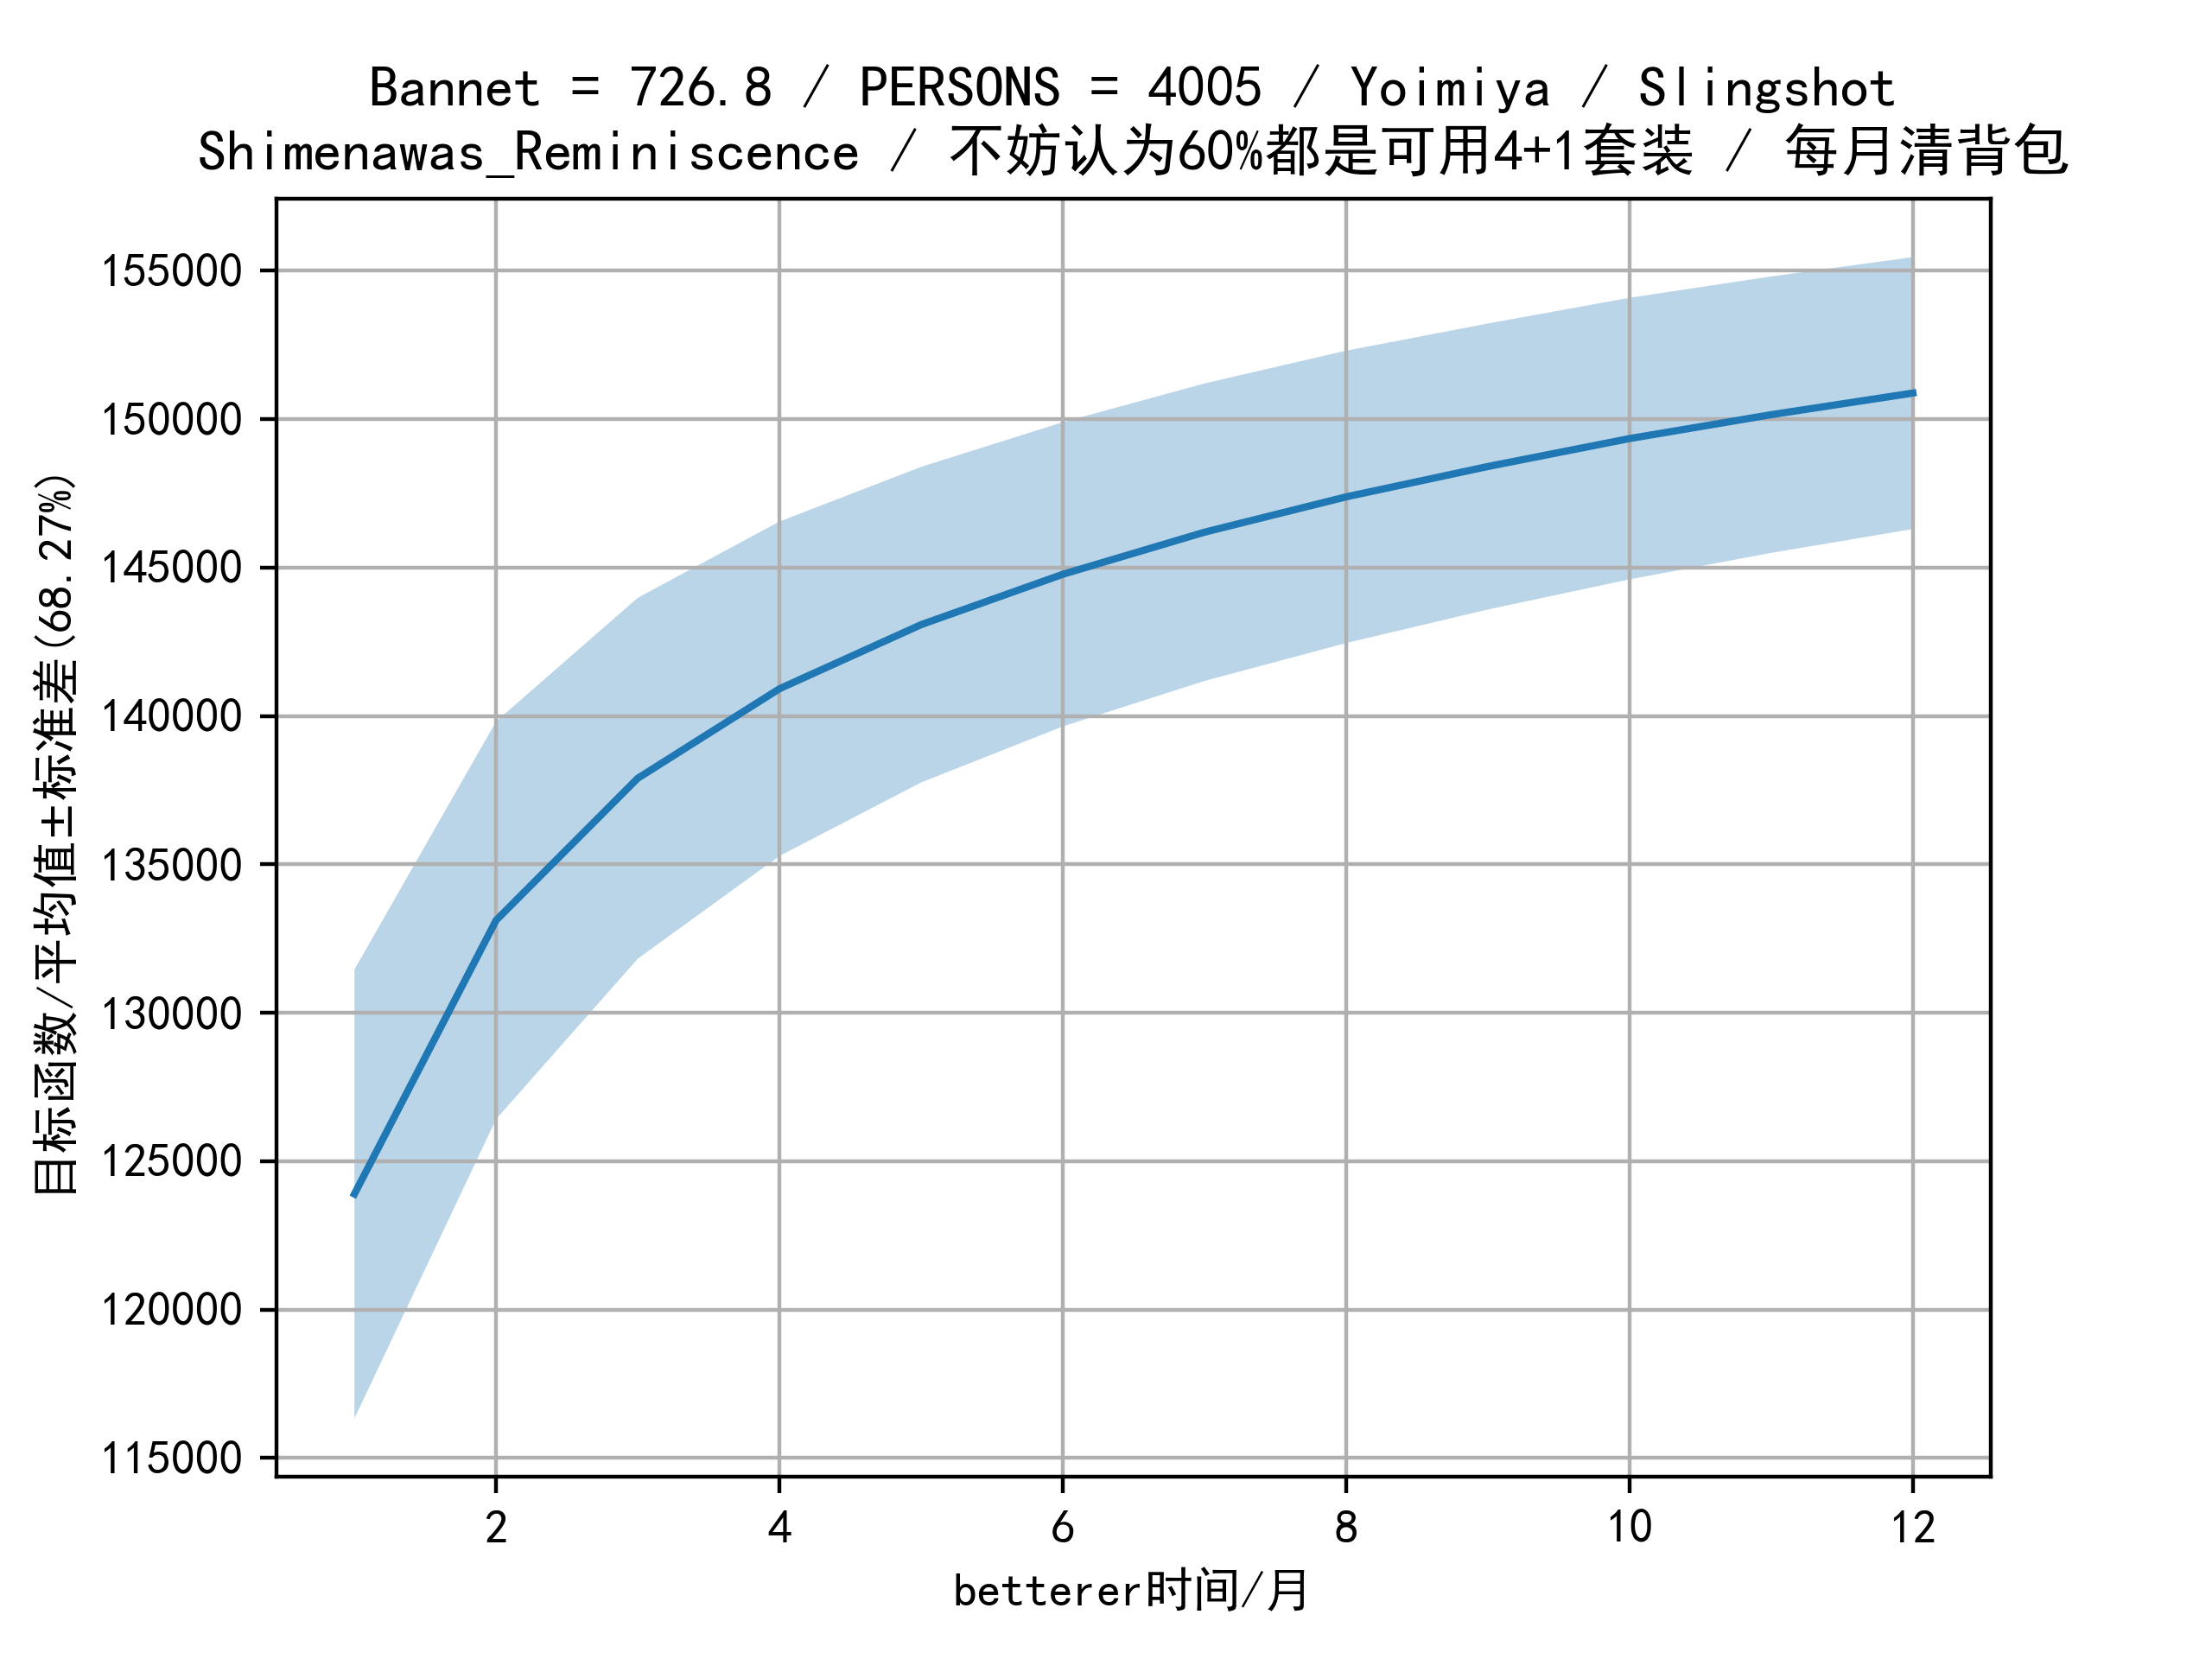 Bannet = 726.8 / PERSONS = 4005 / Yoimiya / Slingshot
Shimenawas_Reminiscence / 不妨认为60%都是可用4+1套装 / 每月清背包
目标函数/平均值±标准差(68.27%)
155000
150000
145000
140000
135000
130000
125000
120000
115000
2 4 6 8 10 12
betterer时间/月